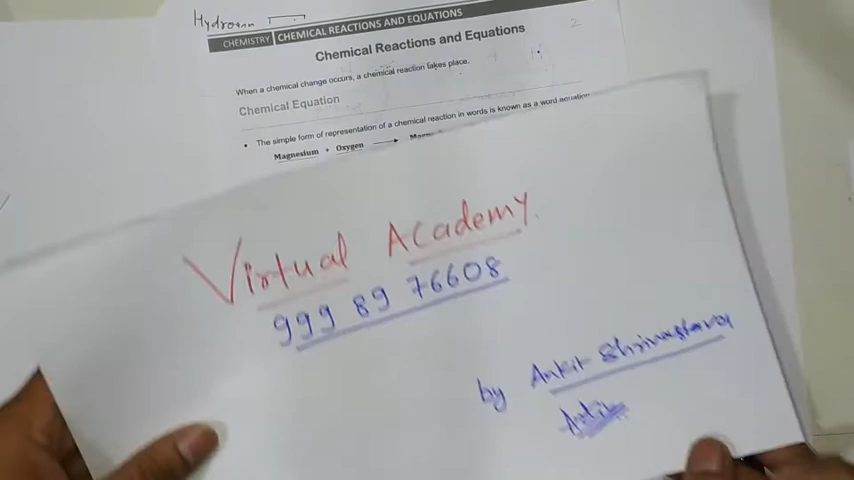 Hydrogen
CHEMISTRY CHEMICAL REACTIONS AND EQUATIONS
Chemical Reactions and Equations
2
When a chemical change occurs, a chemical reaction takes place.
Chemical Equation
• The simple form of representation of a chemical reaction in words is known as a word equation
Magnesium + Oxygen →
Virtual Academy
999 89 76608
by Ankit Shrivastava